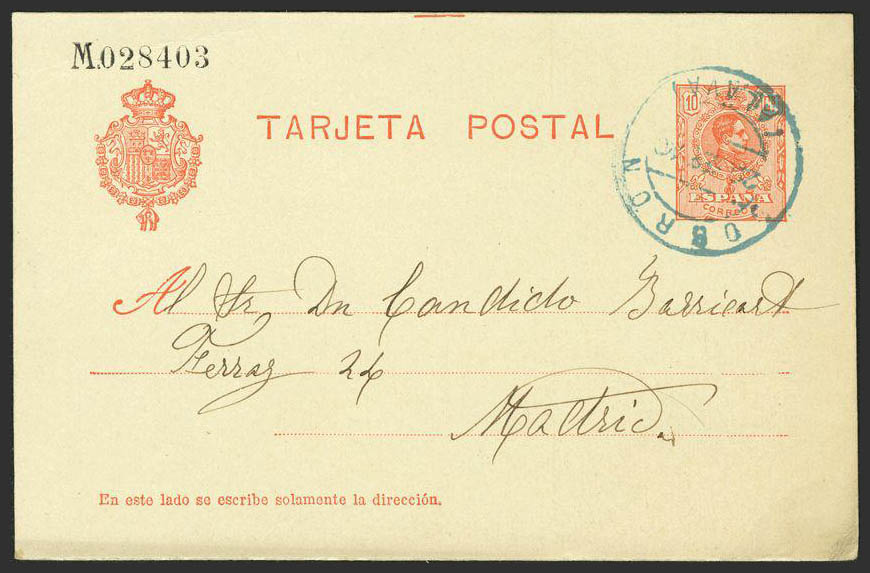 M.028403
TARJETA POSTAL
10
ESPAÑA
CORREOS
Al Sr Dn Candido Barricart
Ferraz 24
Madrid
En este lado se escribe solamente la dirección.